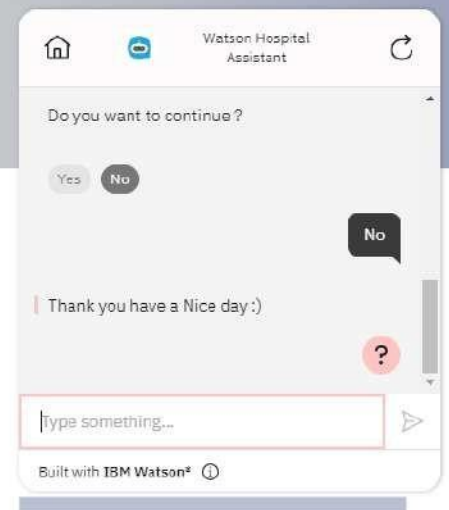 Watson Hospital
Assistant
Do you want to continue?
Yes No
No
Thank you have a Nice day :)
?
Type something...
Built with IBM Watson®